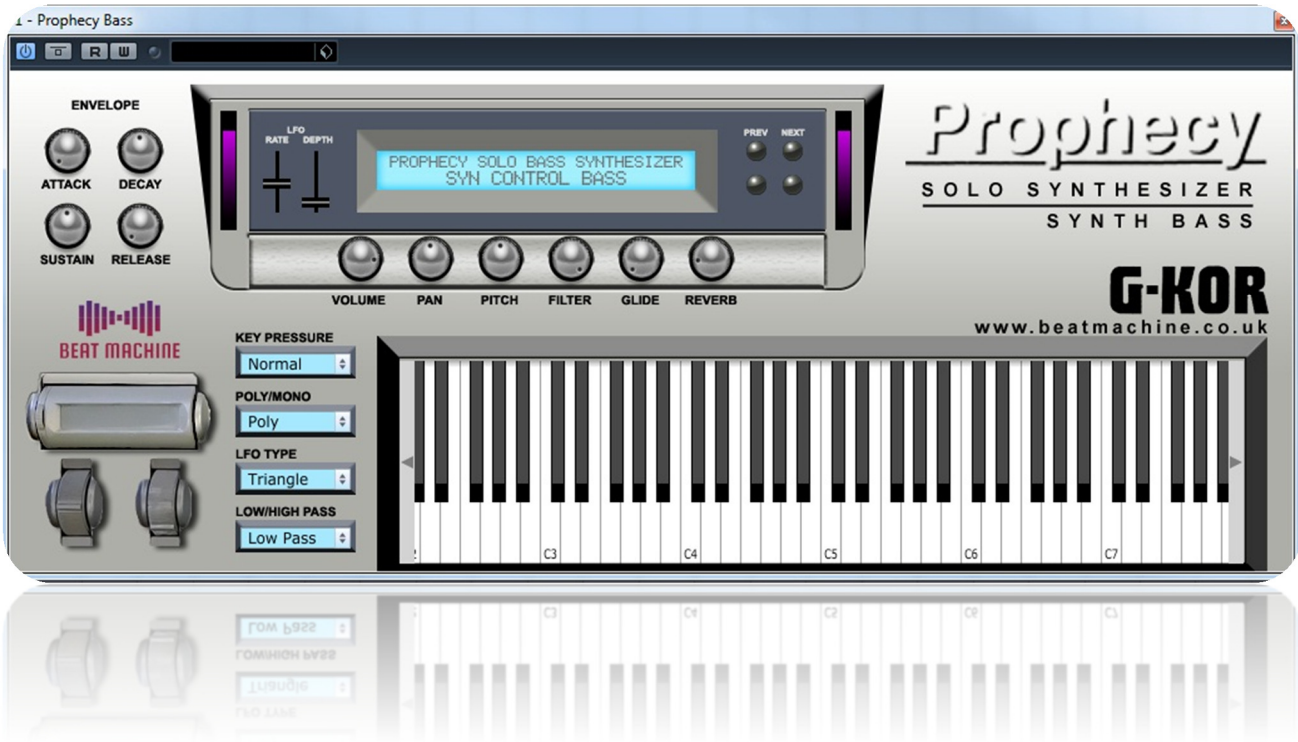 1 - Prophecy Bass
R W
ENVELOPE
ATTACK DECAY
SUSTAIN RELEASE
BEAT MACHINE
LFO
RATE DEPTH
PROPHECY SOLO BASS SYNTHESIZER
SYN CONTROL BASS
PREV NEXT
VOLUME PAN PITCH FILTER GLIDE REVERB
Prophecy
SOLO SYNTHESIZER
SYNTH BASS
G-KOR
www.beatmachine.co.uk
KEY PRESSURE
Normal
POLY/MONO
Poly
LFO TYPE
Triangle
LOW/HIGH PASS
Low Pass
C3 C4 C5 C6 C7